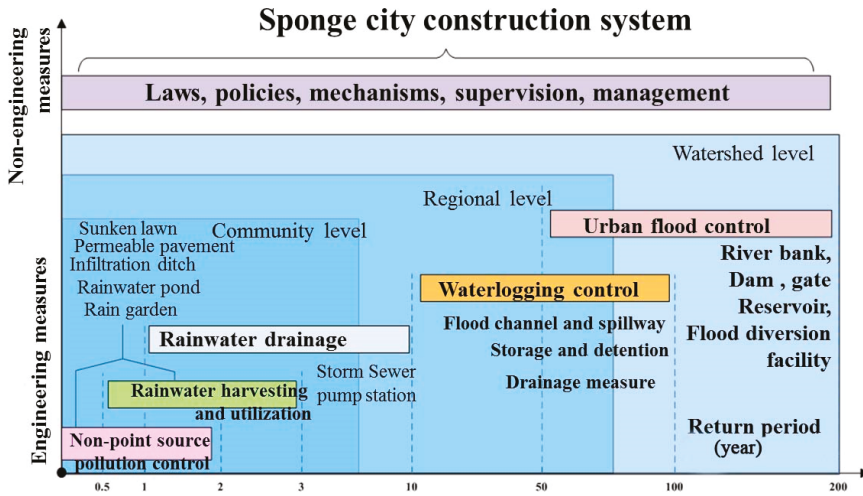 Sponge city construction system
Non-engineering
measures
Laws, policies, mechanisms, supervision, management
Watershed level
Regional level
Community level
Sunken lawn
Permeable pavement
Infiltration ditch
Rainwater pond
Rain garden
Urban flood control
River bank,
Dam , gate
Reservoir,
Flood diversion
facility
Waterlogging control
Flood channel and spillway
Storage and detention
Drainage measure
Rainwater drainage
Storm Sewer
pump station
Rainwater harvesting
and utilization
Non-point source
pollution control
Engineering measures
Return period
(year)
0.5 1 2 3 10 50 100 200